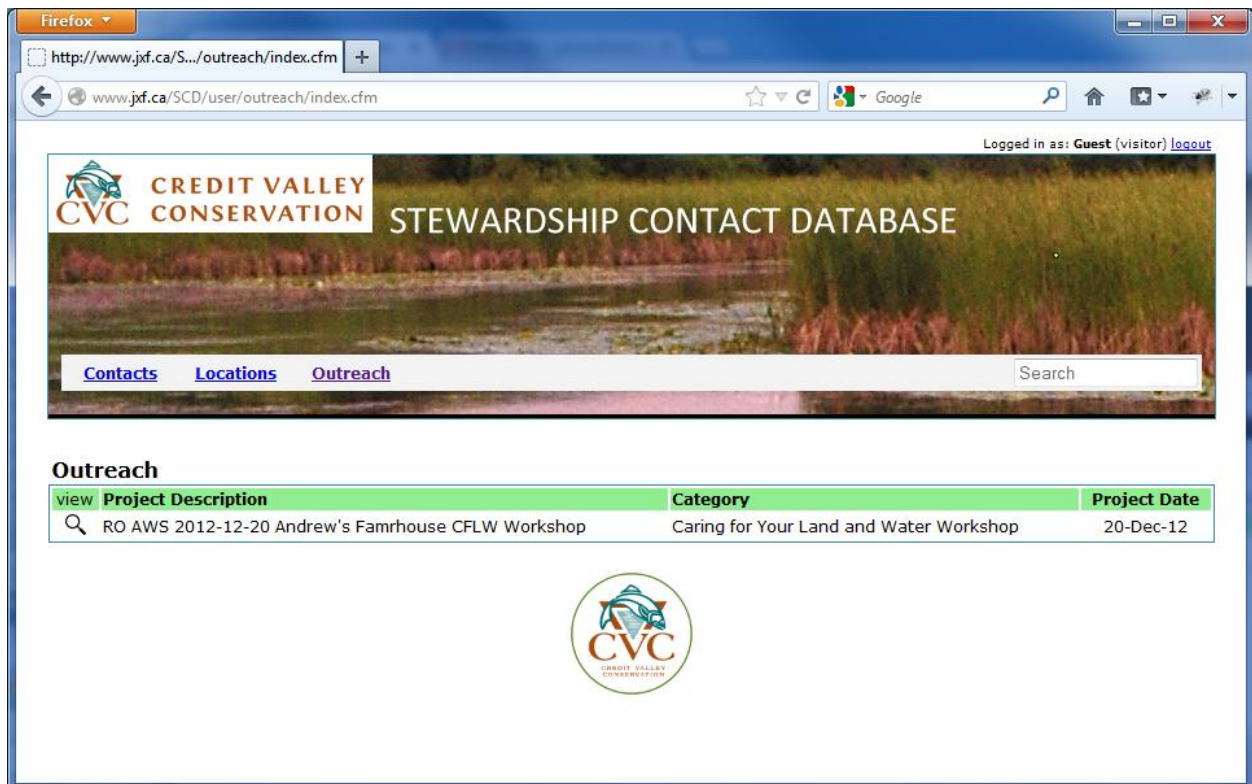 Firefox
http://www.jxf.ca/S.../outreach/index.cfm +
www.jxf.ca/SCD/user/outreach/index.cfm
Google
Logged in as: Guest (visitor) logout
CREDIT VALLEY
CVC CONSERVATION
STEWARDSHIP CONTACT DATABASE
Contacts Locations Outreach Search
Outreach
view Project Description Category Project Date
RO AWS 2012-12-20 Andrew's Famrhouse CFLW Workshop Caring for Your Land and Water Workshop 20-Dec-12
CVC
CREDIT VALLEY
CONSERVATION